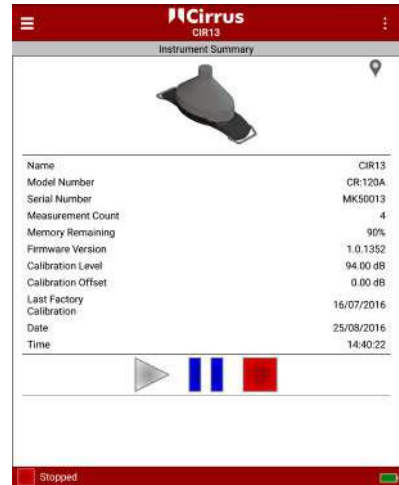 Cirrus
CIR13
Instrument Summary
Name CIR13
Model Number CR:120A
Serial Number MK50013
Measurement Count 4
Memory Remaining 90%
Firmware Version 1.0.1352
Calibration Level 94.00 dB
Calibration Offset 0.00 dB
Last Factory
Calibration 16/07/2016
Date 25/08/2016
Time 14:40:22
Stopped